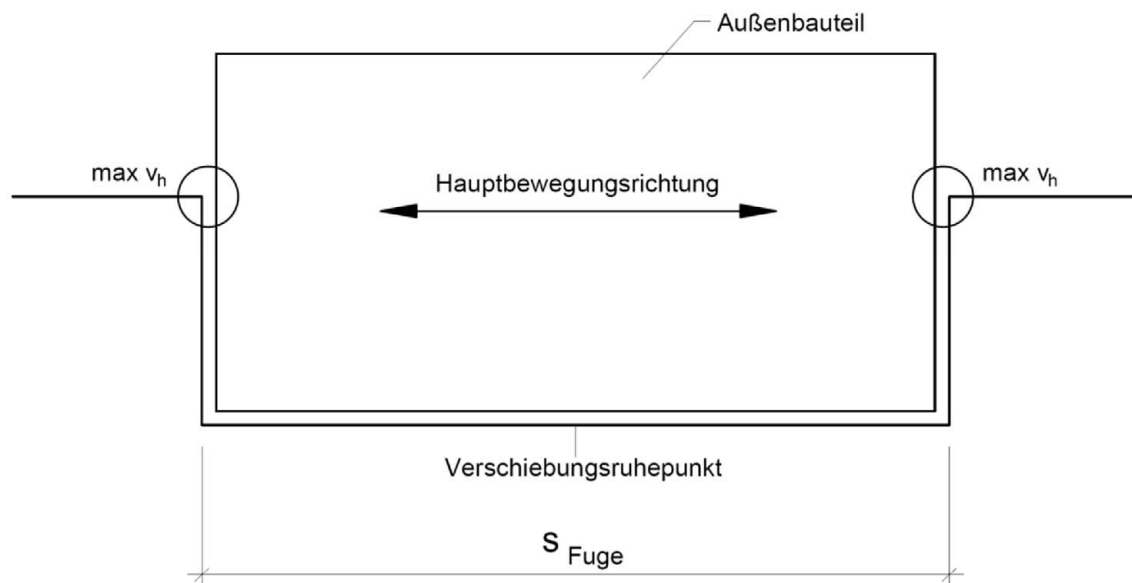 Außenbauteil
max vh
max vh
Hauptbewegungsrichtung
Verschiebungsruhepunkt
S Fuge